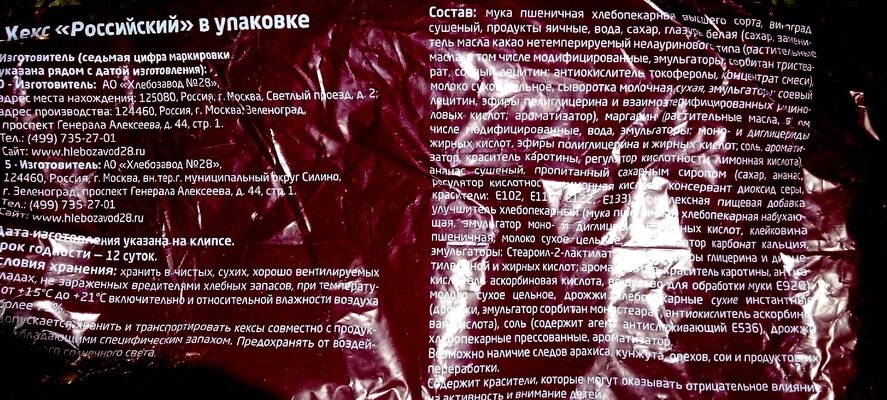 Кекс «Российский» в упаковке
Изготовитель (седьмая цифра маркировки
указана рядом с датой изготовления):
0 - Изготовитель: АО «Хлебозавод №28»,
адрес места нахождения: 125080, Россия, г. Москва, Светлый проезд, д. 2;
адрес производства: 124460, Россия, г. Москва, Зеленоград,
проспект Генерала Алексеева, д. 44, стр. 1.
Тел.: (499) 735-27-01
Сайт: www.hlebozavod28.ru
5 - Изготовитель: АО «Хлебозавод №28»,
124460, Россия, г. Москва, вн.тер.г. муниципальный округ Силино,
г. Зеленоград, проспект Генерала Алексеева, д. 44, стр. 1.
Тел.: (499) 735-27-01
Сайт: www.hlebozavod28.ru
Дата изготовления указана на клипсе.
Срок годности – 12 суток.
Условия хранения: хранить в чистых, сухих, хорошо вентилируемых
складах, не зараженных вредителями хлебных запасов, при температу-
от +15°С до +21°С включительно и относительной влажности воздуха
более
Допускается хранить и транспортировать кексы совместно с продук-
обладающими специфическим запахом. Предохранять от воздей-
солнечного света.
Состав: мука пшеничная хлебопекарная высшего сорта, виноград
сушеный, продукты яичные, вода, сахар, глазурь белая (сахар, замени-
тель масла какао нетемперируемый нелауринового типа (растительные
масла, в том числе модифицированные, эмульгаторы: сорбитан тристеа-
рат, соевый лецитин; антиокислитель токоферолы, концентрат смеси),
молоко сухое цельное, сыворотка молочная сухая, эмульгаторы: соевый
лецитин, эфиры полиглицерина и взаимоэтерифицированных рицино-
ловых кислот; ароматизатор), маргарин (растительные масла, в том
числе модифицированные, вода, эмульгаторы: моно- и диглицериды
жирных кислот, эфиры полиглицерина и жирных кислот; соль, аромати-
затор, краситель каротины, регулятор кислотности лимонная кислота),
ананас сушеный, пропитанный сахарным сиропом (сахар, ананас,
регулятор кислотности лимонная кислота, консервант диоксид серы,
красители: Е102, Е122, Е133), комплексная пищевая добавка
улучшитель хлебопекарный (мука пшеничная хлебопекарная набухаю-
щая, эмульгатор моно- и диглицериды жирных кислот, клейковина
пшеничная; молоко сухое цельное, карбонат кальция,
эмульгаторы: Стеароил-2-лактилат глицерина и
жирных кислот; краситель каротины,
аскорбиновая кислота, для обработки муки Е920),
молоко сухое цельное, дрожжи хлебопекарные сухие инстантные
(дрожжи, эмульгатор сорбитан моностеарат, антиокислитель аскорбино-
вая кислота), соль (содержит агент антислеживающий Е536), дрожжи
хлебопекарные прессованные, ароматизатор.
Возможно наличие следов арахиса, кунжута, орехов, сои и продуктов их
переработки.
Содержит красители, которые могут оказывать отрицательное влияние
на активность и внимание детей.